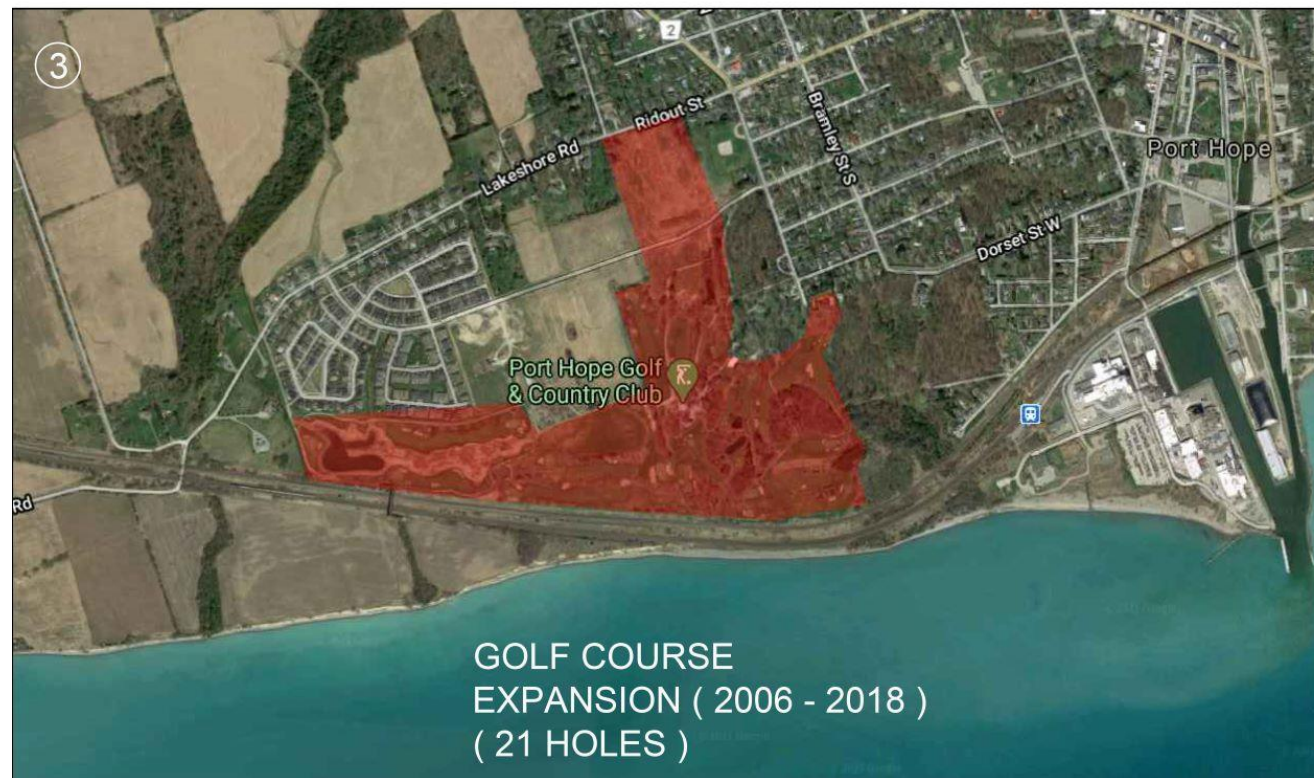 3
2
Ridout St
Bramley St S
Lakeshore Rd
Port Hope
Dorset St W
Port Hope Golf
& Country Club
Rd
GOLF COURSE
EXPANSION ( 2006 - 2018 )
( 21 HOLES )